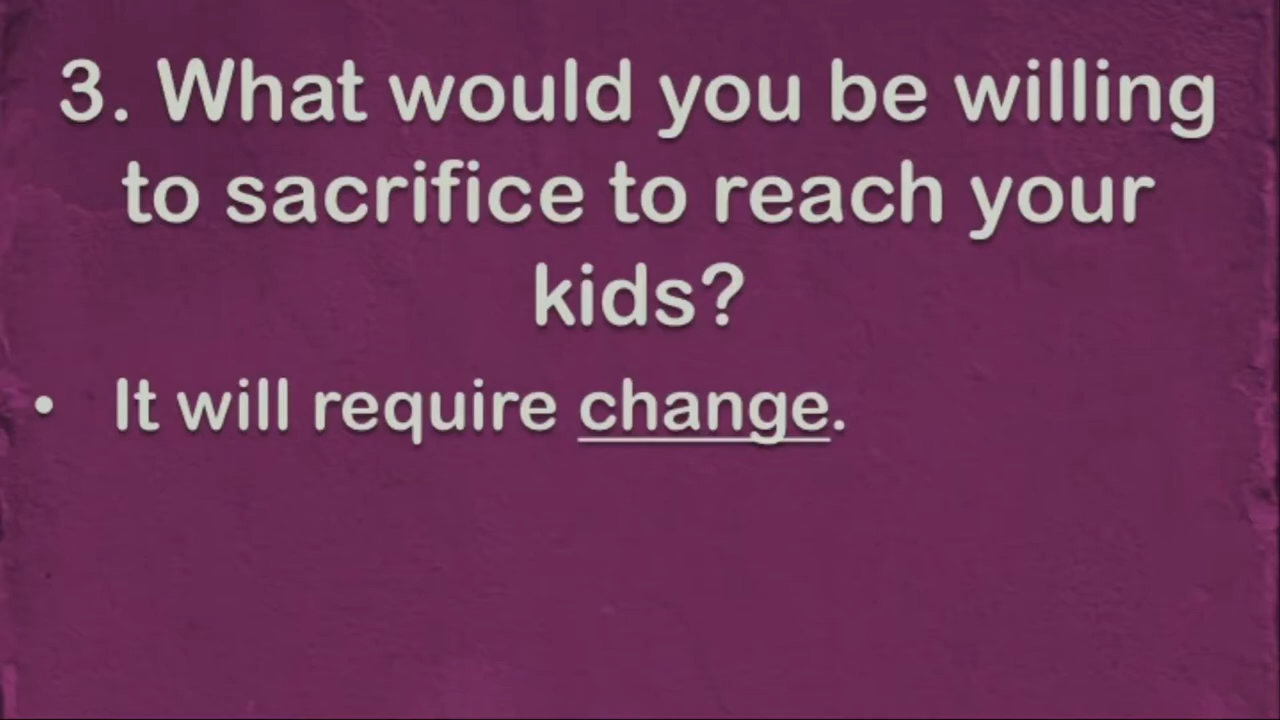 3. What would you be willing
to sacrifice to reach your
kids?
• It will require change.